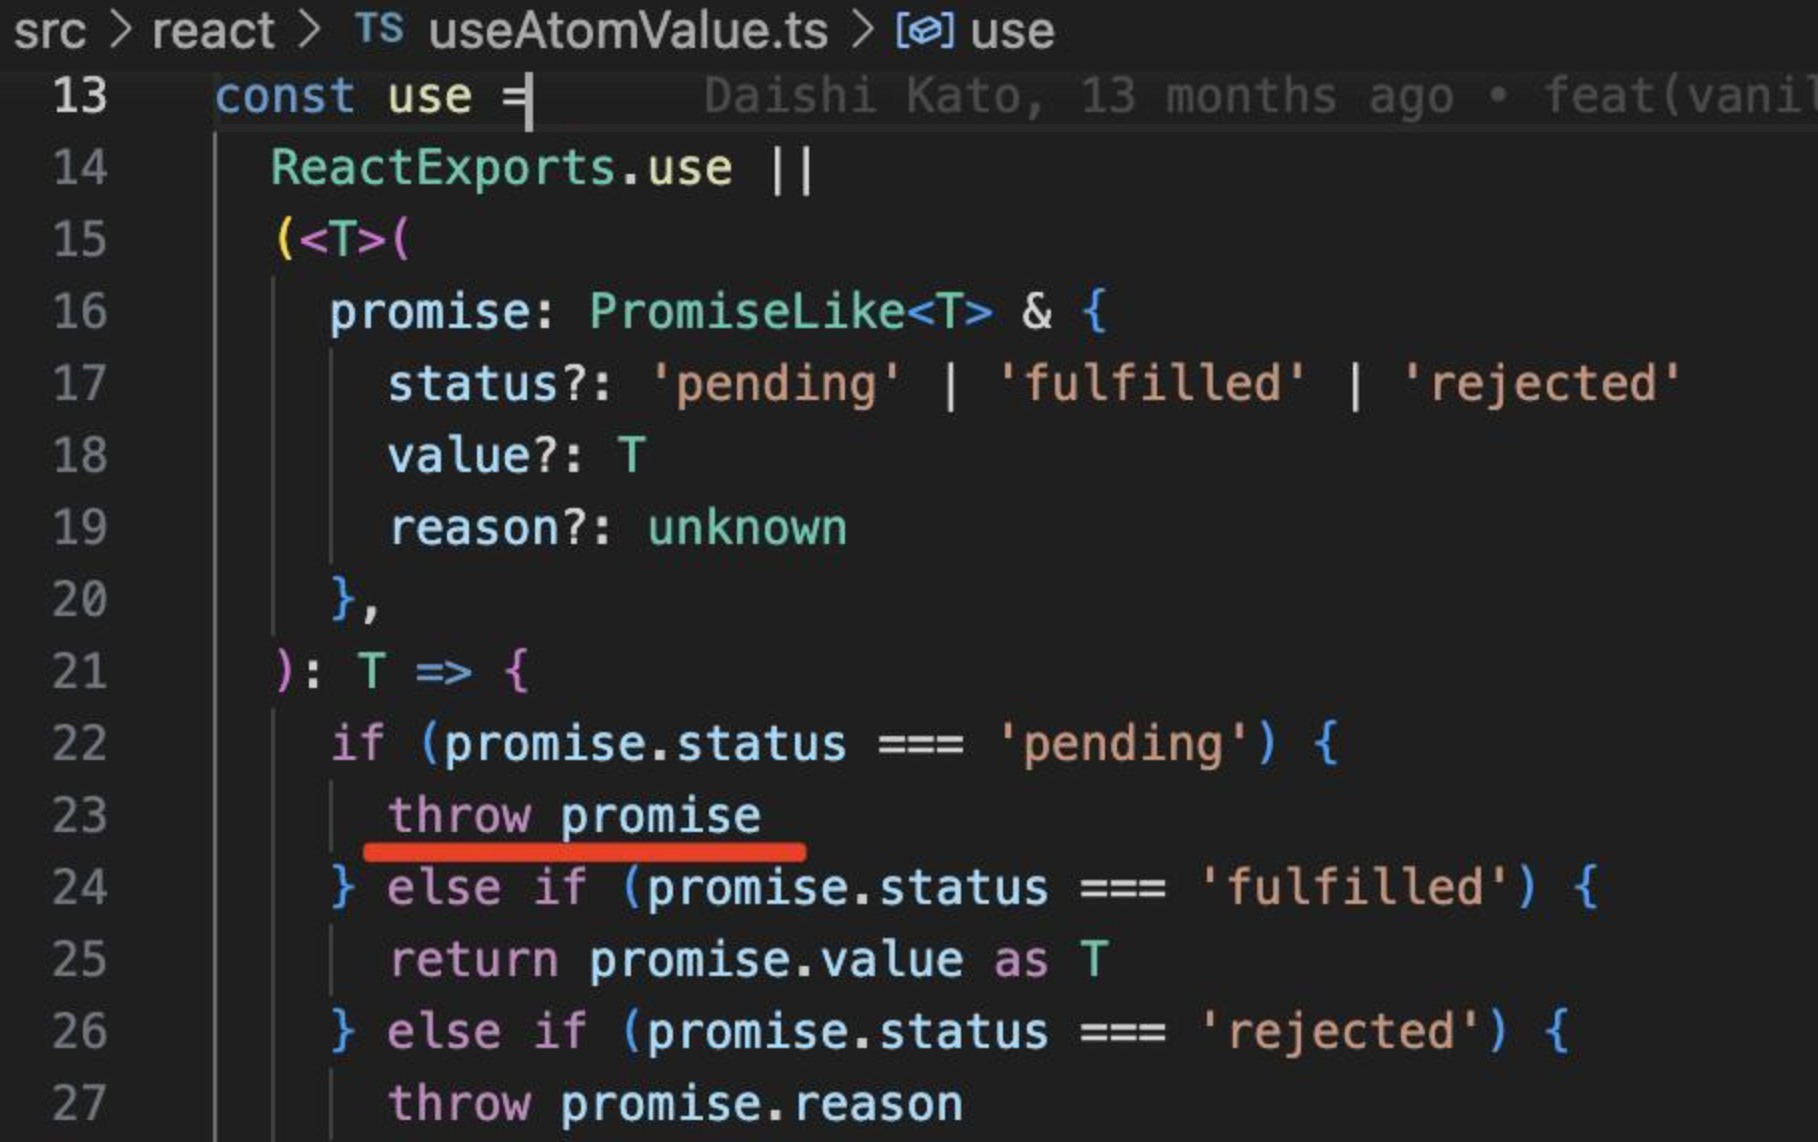 src > react > TS useAtomValue.ts > use
13 const use = Daishi Kato, 13 months ago • feat(vanil
14 ReactExports.use ||
15 (<T>(
16 promise: PromiseLike<T> & {
17 status?: 'pending' | 'fulfilled' | 'rejected'
18 value?: T
19 reason?: unknown
20 },
21 ): T => {
22 if (promise.status === 'pending') {
23 throw promise
24 } else if (promise.status === 'fulfilled') {
25 return promise.value as T
26 } else if (promise.status === 'rejected') {
27 throw promise.reason